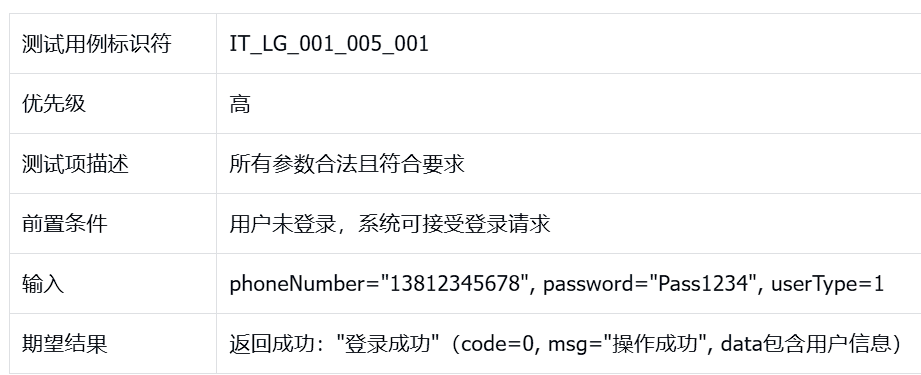 测试用例标识符 IT_LG_001_005_001
优先级 高
测试项描述 所有参数合法且符合要求
前置条件 用户未登录，系统可接受登录请求
输入 phoneNumber="13812345678", password="Pass1234", userType=1
期望结果 返回成功："登录成功"（code=0, msg="操作成功", data包含用户信息）